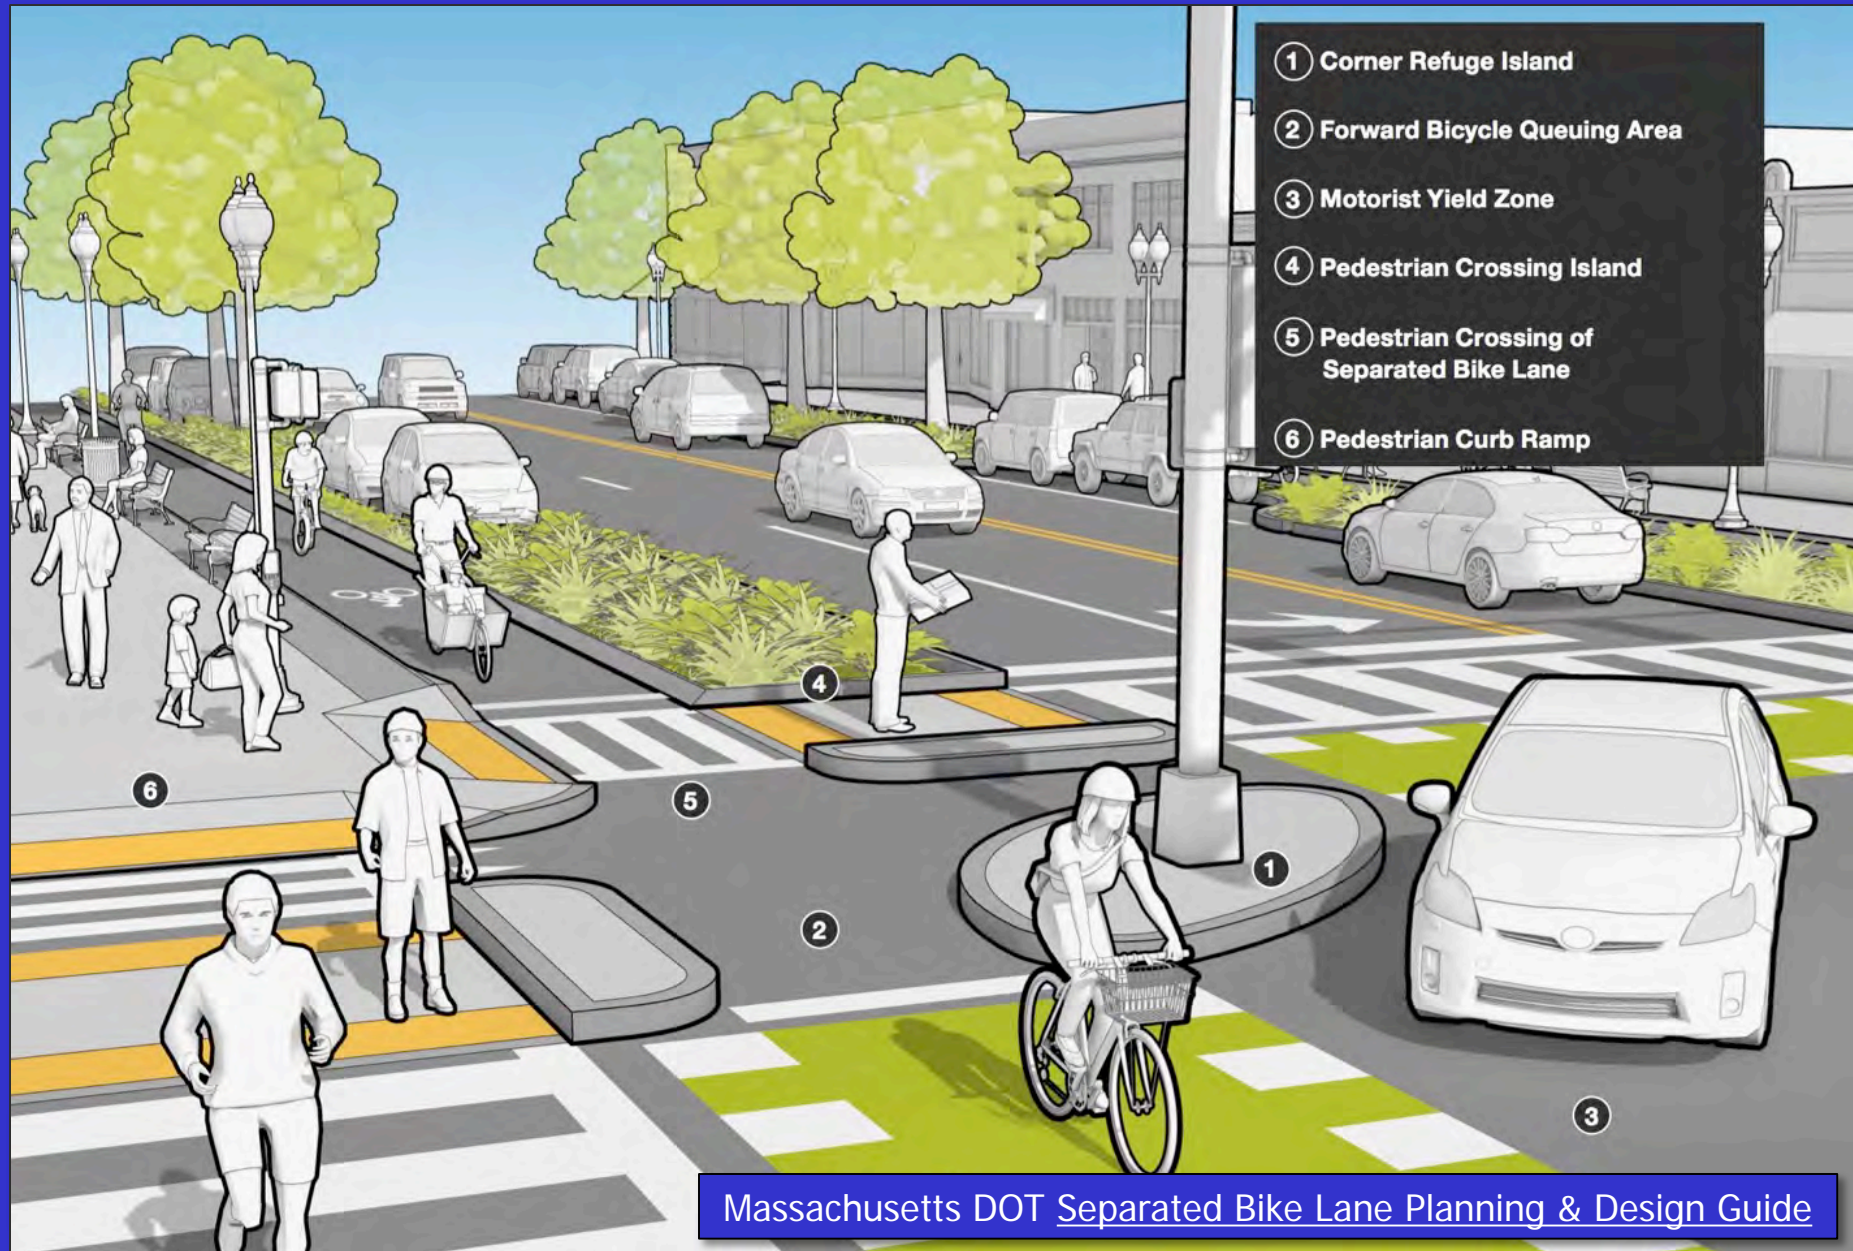 1 Corner Refuge Island
2 Forward Bicycle Queuing Area
3 Motorist Yield Zone
4 Pedestrian Crossing Island
5 Pedestrian Crossing of
Separated Bike Lane
6 Pedestrian Curb Ramp
4
6
5
1
2
3
Massachusetts DOT Separated Bike Lane Planning & Design Guide